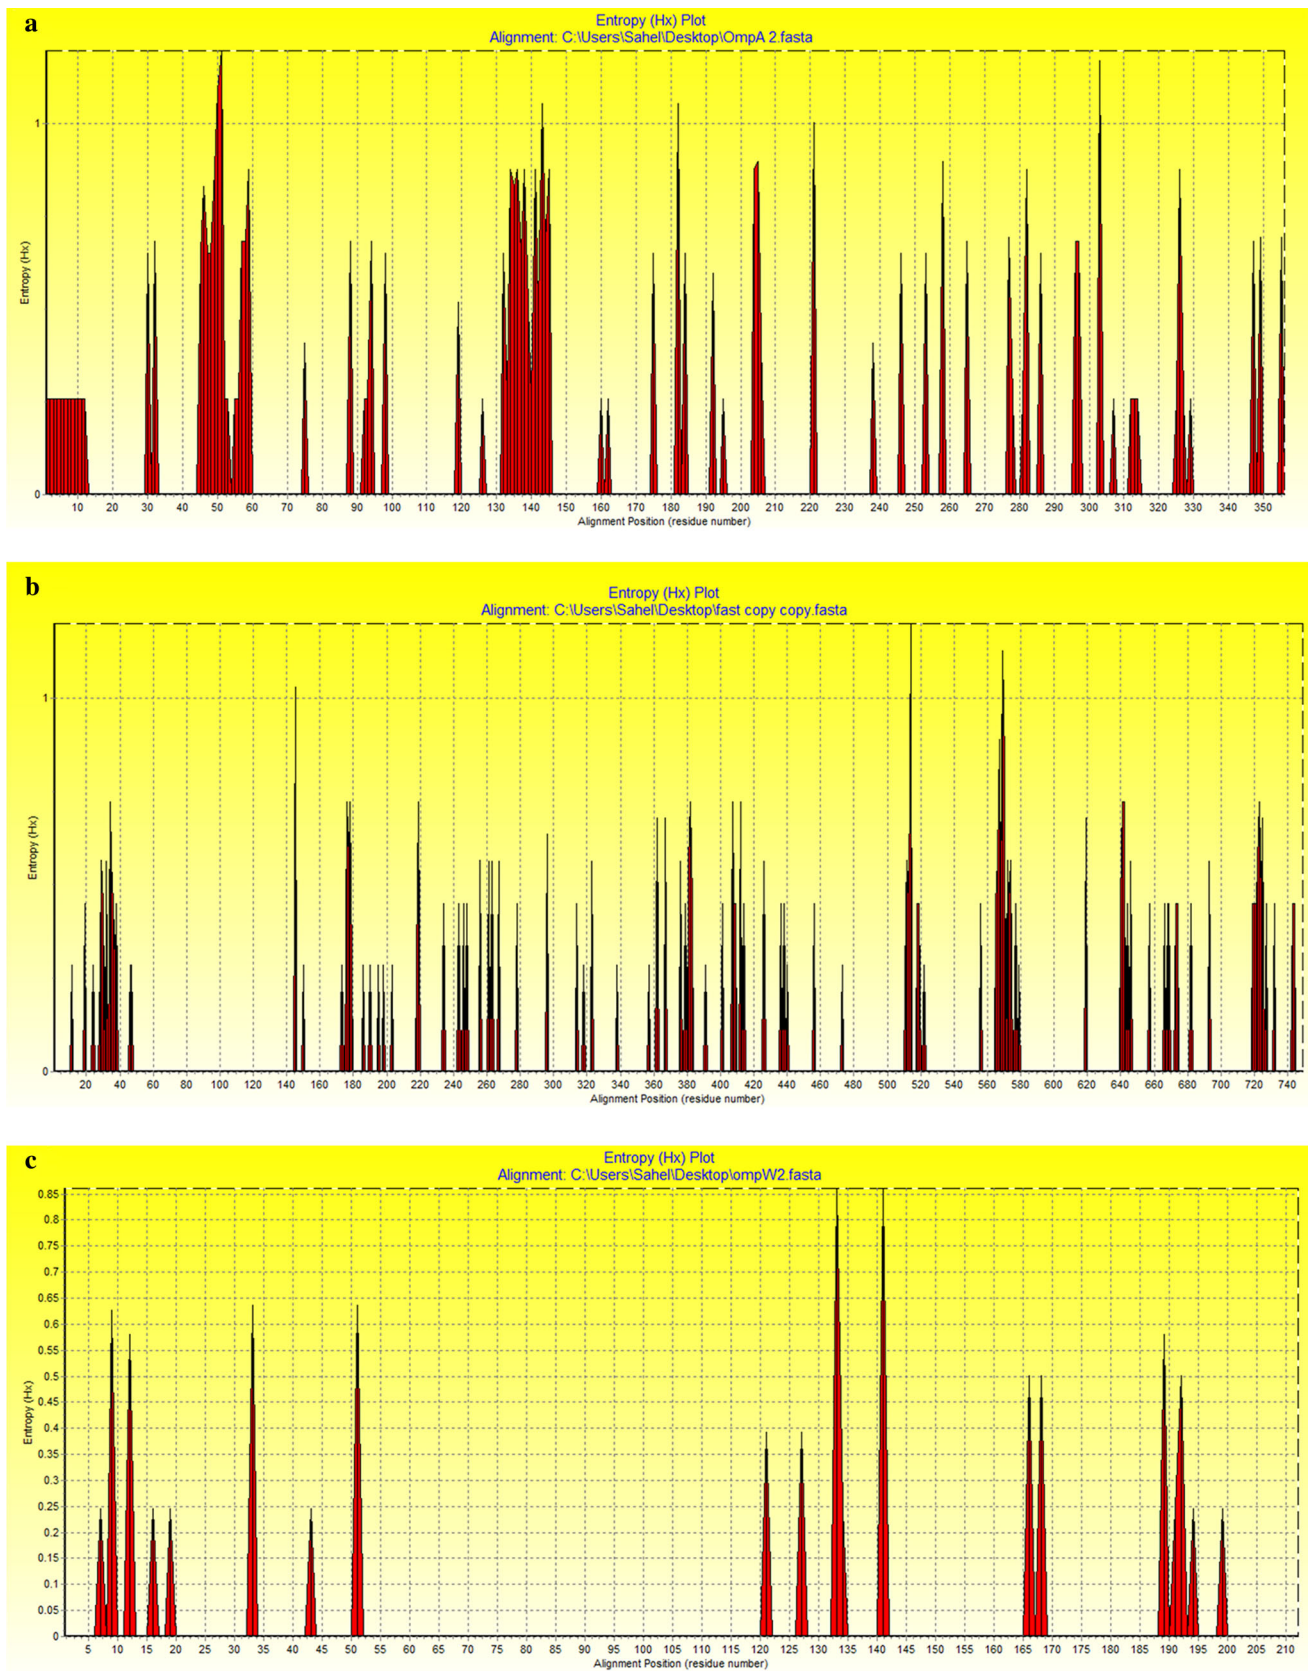 a
Entropy (Hx) Plot
Alignment: C:\Users\Sahel\Desktop\OmpA 2.fasta
1
0
Entropy (Hx)
10 20 30 40 50 60 70 80 90 100 110 120 130 140 150 160 170 180 190 200 210 220 230 240 250 260 270 280 290 300 310 320 330 340 350
Alignment Position (residue number)
b
Entropy (Hx) Plot
Alignment: C:\Users\Sahel\Desktop\fast copy copy.fasta
1
0
Entropy (Hx)
20 40 60 80 100 120 140 160 180 200 220 240 260 280 300 320 340 360 380 400 420 440 460 480 500 520 540 560 580 600 620 640 660 680 700 720 740
Alignment Position (residue number)
c
Entropy (Hx) Plot
Alignment: C:\Users\Sahel\Desktop\ompW2.fasta
0.85
0.8
0.75
0.7
0.65
0.6
0.55
0.5
0.45
0.4
0.35
0.3
0.25
0.2
0.15
0.1
0.05
0
Entropy (Hx)
5 10 15 20 25 30 35 40 45 50 55 60 65 70 75 80 85 90 95 100 105 110 115 120 125 130 135 140 145 150 155 160 165 170 175 180 185 190 195 200 205 210
Alignment Position (residue number)